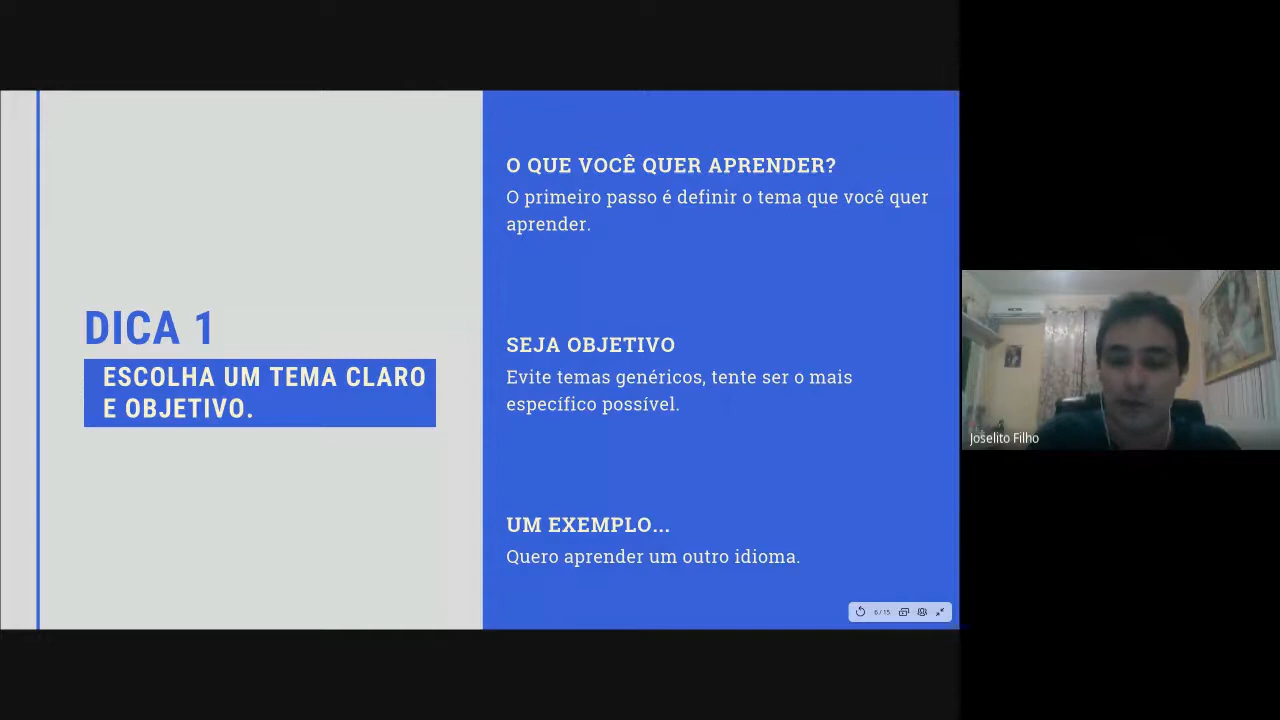 DICA 1
ESCOLHA UM TEMA CLARO
E OBJETIVO.
O QUE VOCÊ QUER APRENDER?
O primeiro passo é definir o tema que você quer
aprender.
SEJA OBJETIVO
Evite temas genéricos, tente ser o mais
específico possível.
UM EXEMPLO...
Quero aprender um outro idioma.
6 / 15
Joselito Filho